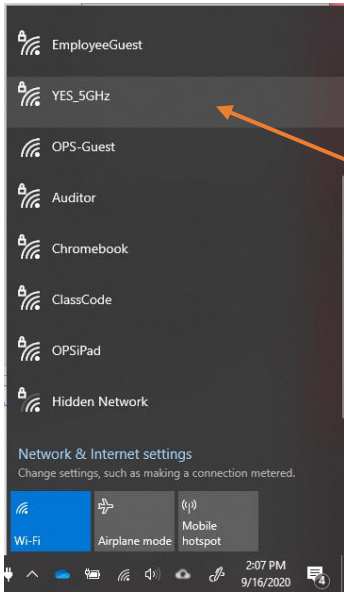 EmployeeGuest
YES_5GHz
OPS-Guest
Auditor
Chromebook
ClassCode
OPSiPad
Hidden Network
Network & Internet settings
Change settings, such as making a connection metered.
Wi-Fi
Airplane mode
Mobile
hotspot
2:07 PM
9/16/2020
4